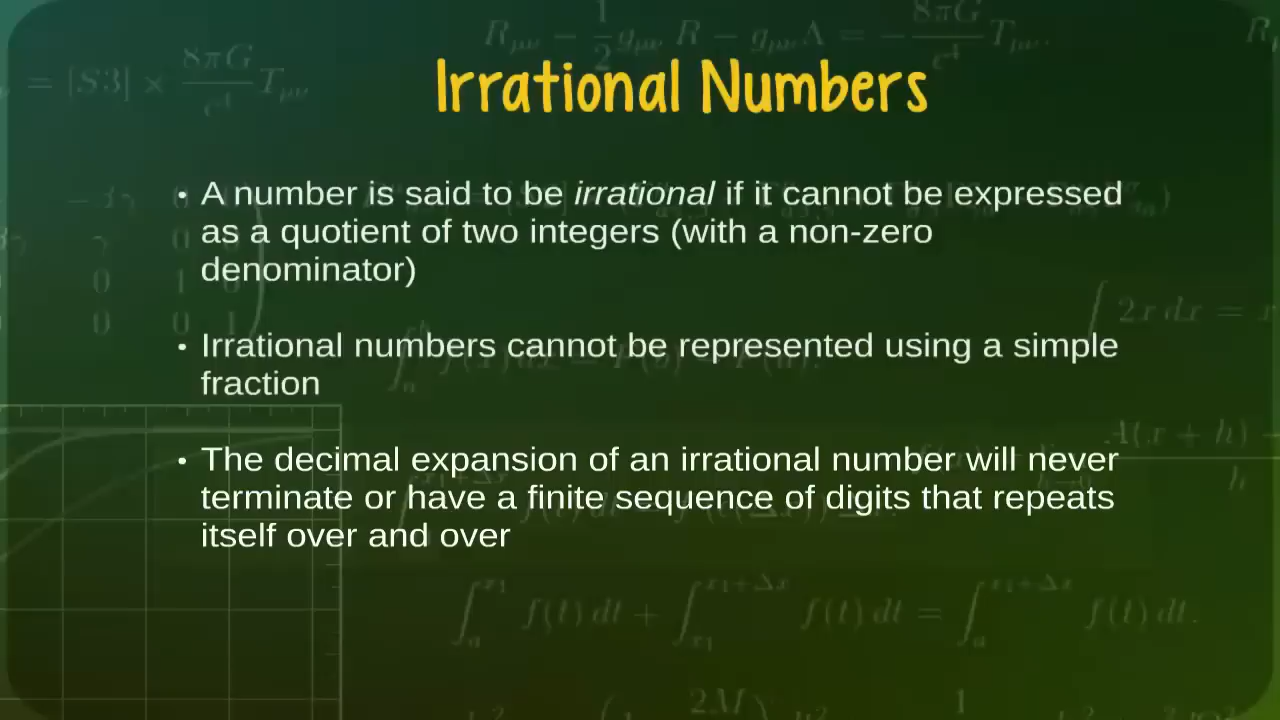 Irrational Numbers
• A number is said to be irrational if it cannot be expressed
as a quotient of two integers (with a non-zero
denominator)
• Irrational numbers cannot be represented using a simple
fraction
• The decimal expansion of an irrational number will never
terminate or have a finite sequence of digits that repeats
itself over and over